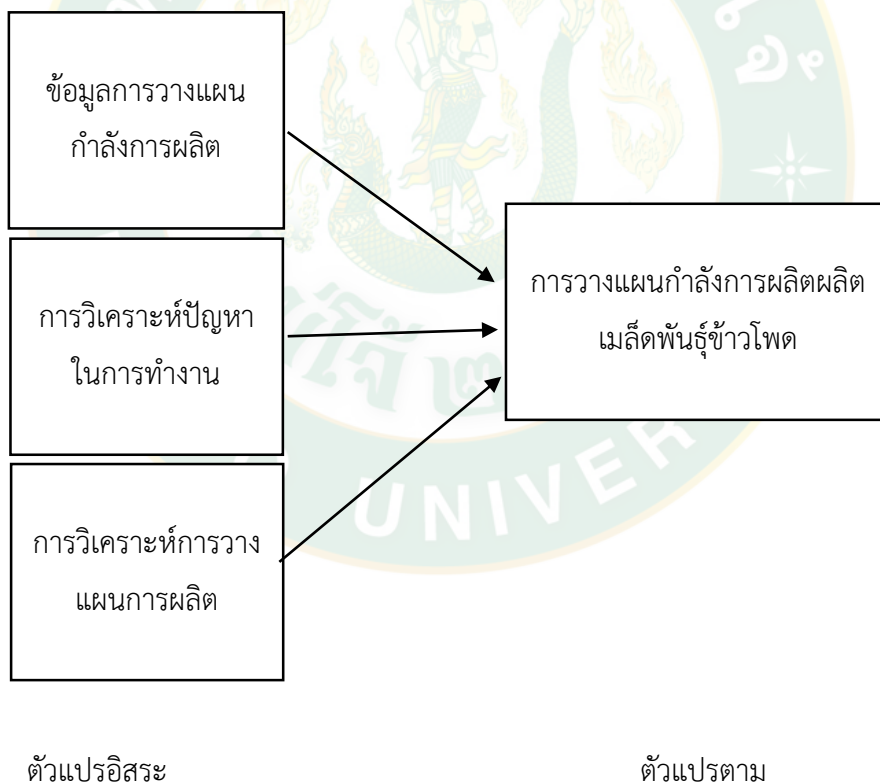 ข้อมูลการวางแผน
กำลังการผลิต
การวิเคราะห์ปัญหา
ในการทำงาน
การวิเคราะห์การวาง
แผนการผลิต
การวางแผนกำลังการผลิตผลิต
เมล็ดพันธุ์ข้าวโพด
ตัวแปรอิสระ
ตัวแปรตาม
UNIVER